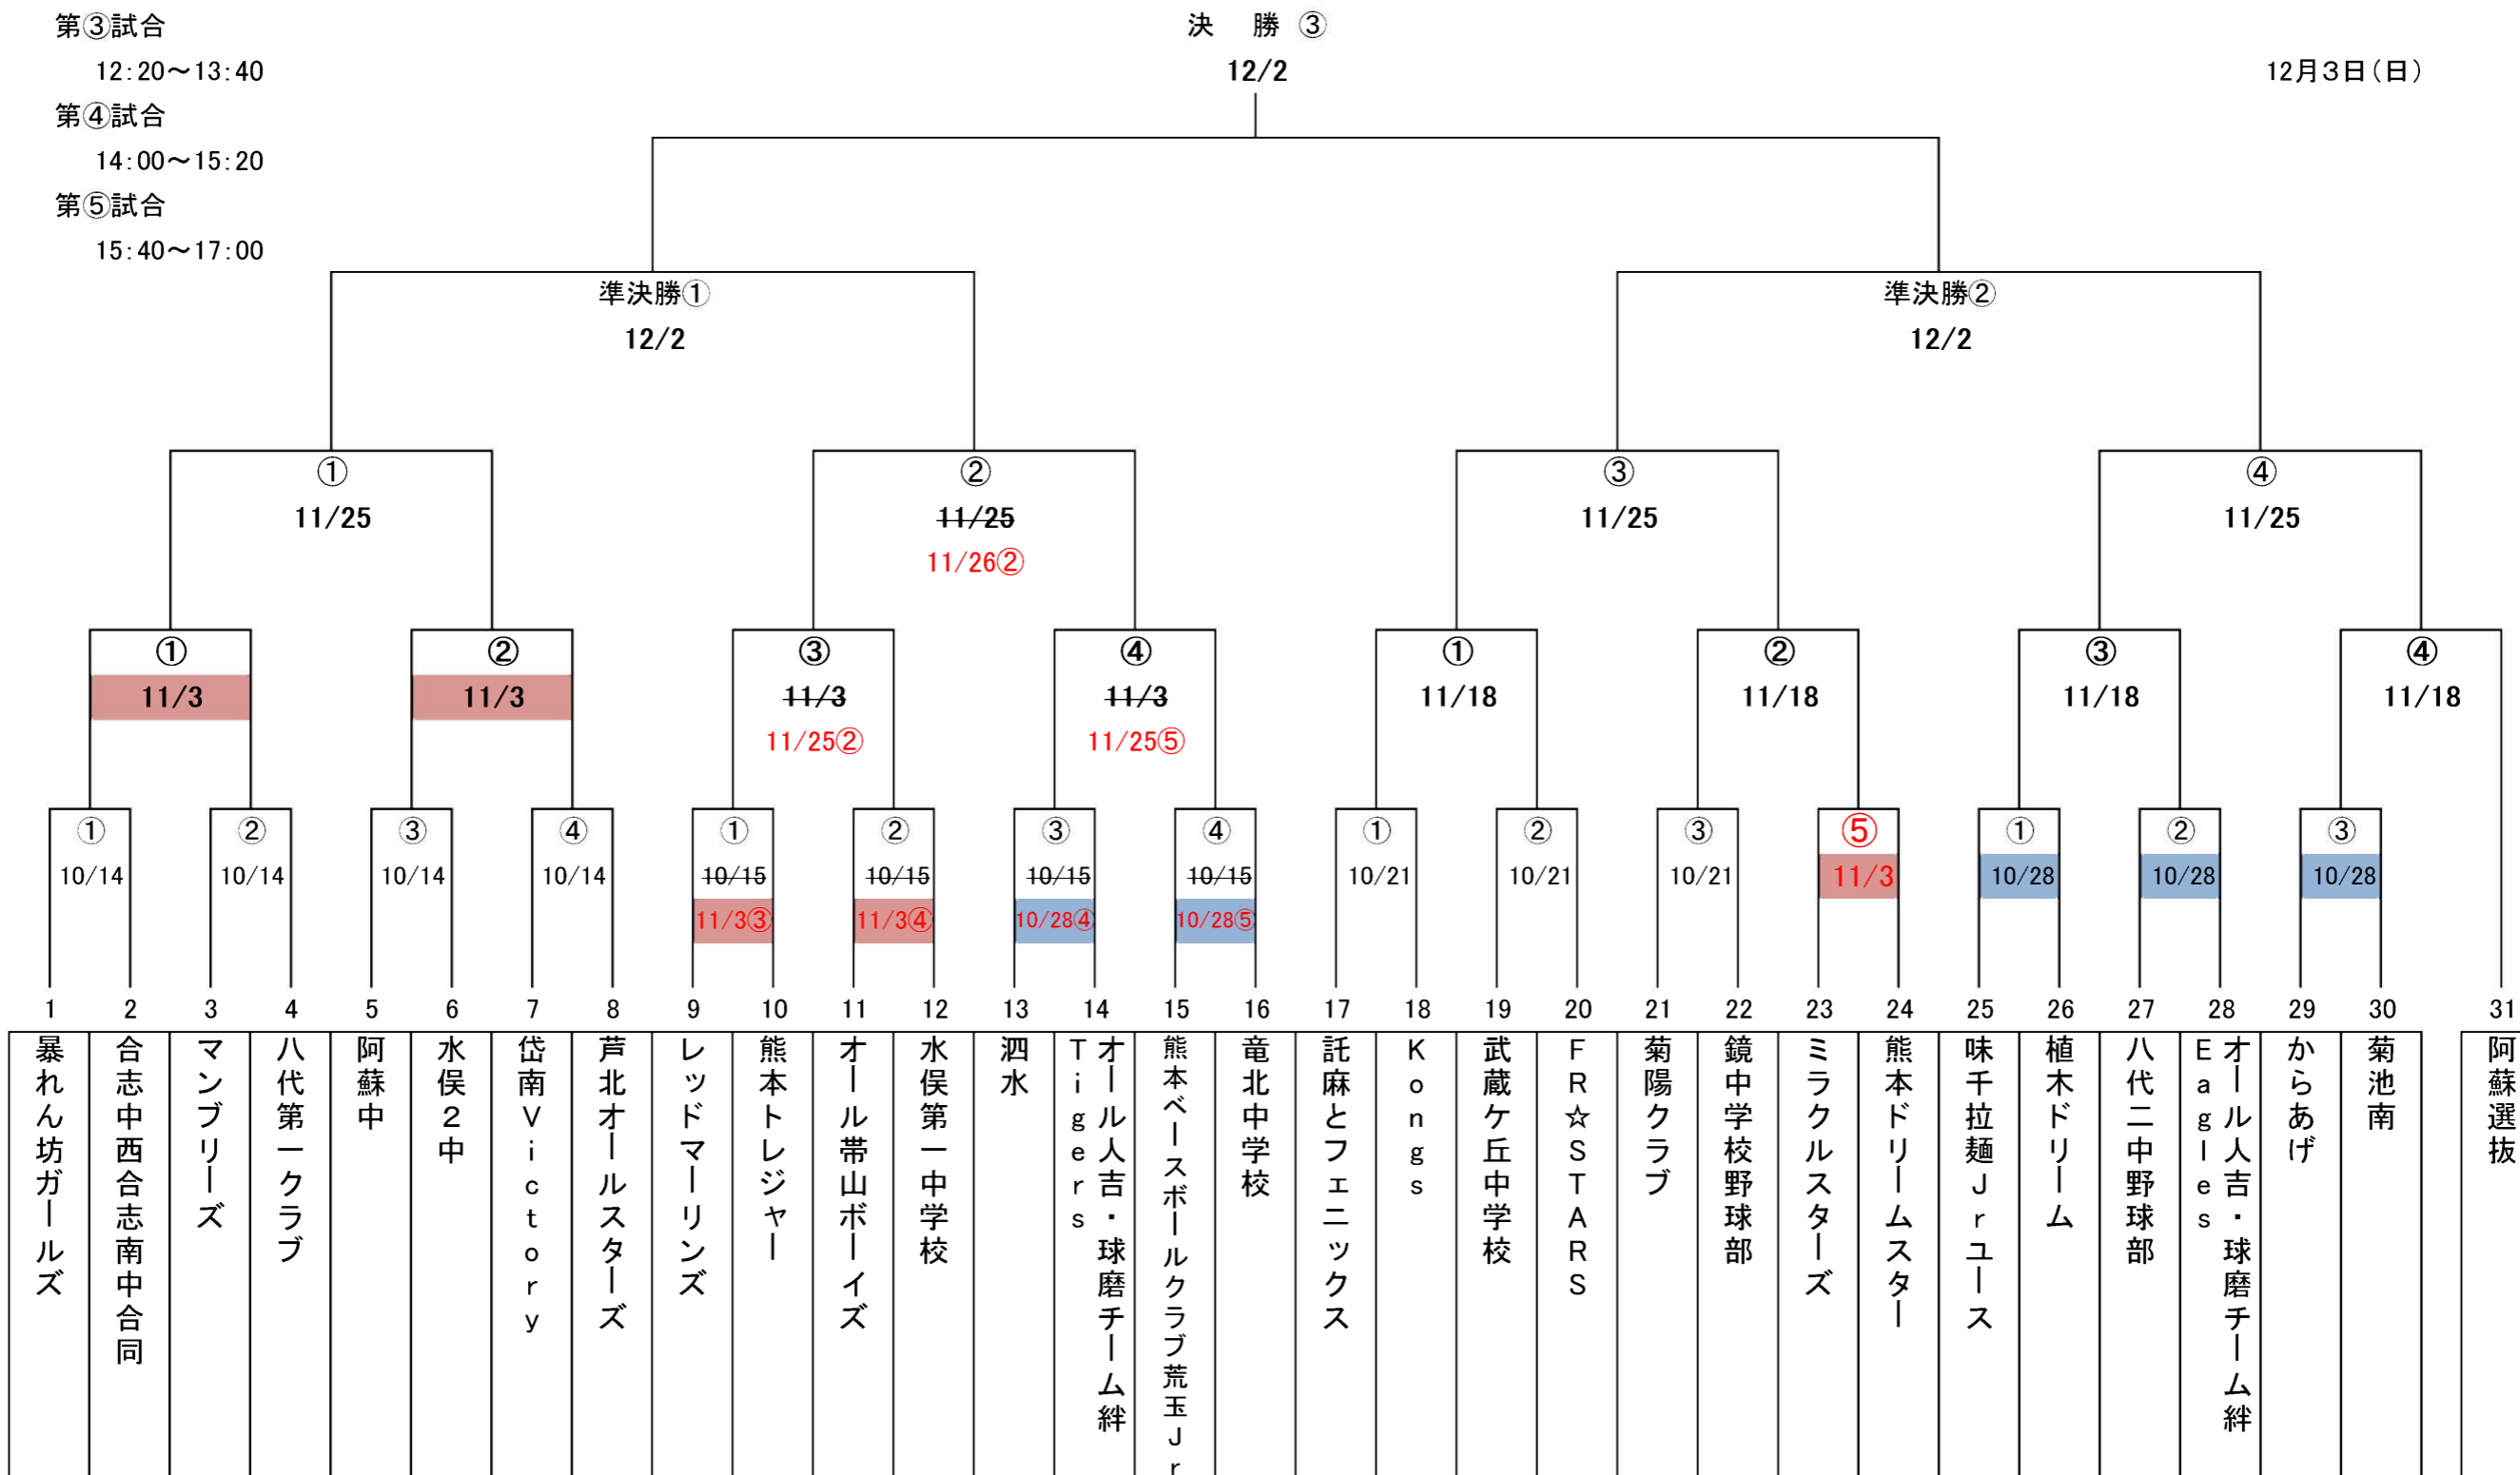 第③試合
12:20～13:40
第④試合
14:00～15:20
第⑤試合
15:40～17:00
決　勝 ③
12/2
12月３日（日）
準決勝①
12/2
準決勝②
12/2
①
11/25
②
11/25
11/26②
③
11/25
④
11/25
①
11/3
②
11/3
③
11/3
11/25②
④
11/3
11/25⑤
①
11/18
②
11/18
③
11/18
④
11/18
①
10/14
②
10/14
③
10/14
④
10/14
①
10/15
11/3③
②
10/15
11/3④
③
10/15
10/28④
④
10/15
10/28⑤
①
10/21
②
10/21
③
10/21
⑤
11/3
①
10/28
②
10/28
③
10/28
1
暴れん坊ガールズ
2
合志中西合志南中合同
3
マンブリーズ
4
八代第一クラブ
5
阿蘇中
6
水俣２中
7
岱南Victory
8
芦北オールスターズ
9
レッドマーリンズ
10
熊本トレジャー
11
オール帯山ボーイズ
12
水俣第一中学校
13
泗水
14
オール人吉・球磨チーム絆
Tigers
15
熊本ベースボールクラブ荒玉Jr
16
竜北中学校
17
託麻とフェニックス
18
Kongs
19
武蔵ケ丘中学校
20
FR☆STARS
21
菊陽クラブ
22
鏡中学校野球部
23
ミラクルスターズ
24
熊本ドリームスター
25
味千拉麺Jrユース
26
植木ドリーム
27
八代二中野球部
28
オール人吉・球磨チーム絆
Eagles
29
からあげ
30
菊池南
31
阿蘇選抜